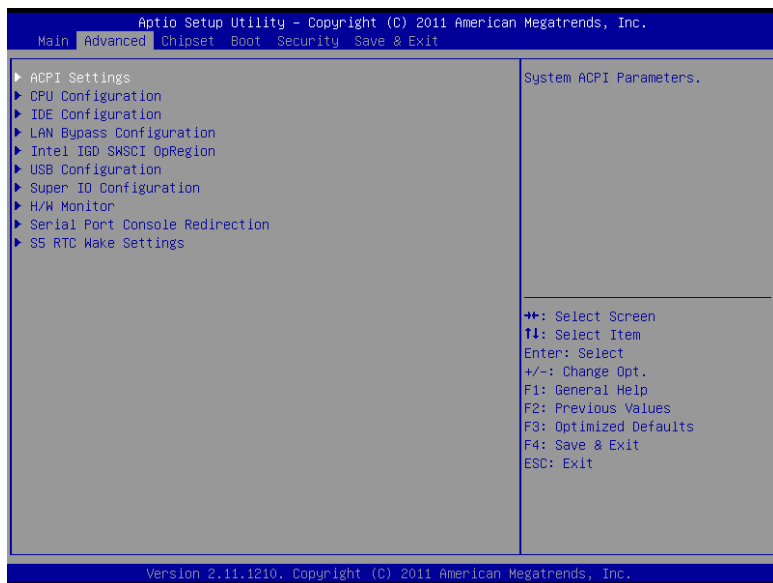 Aptio Setup Utility – Copyright (C) 2011 American Megatrends, Inc.
Main Advanced Chipset Boot Security Save & Exit
▶ ACPI Settings
▶ CPU Configuration
▶ IDE Configuration
▶ LAN Bypass Configuration
▶ Intel IGD SWSCI OpRegion
▶ USB Configuration
▶ Super IO Configuration
▶ H/W Monitor
▶ Serial Port Console Redirection
▶ S5 RTC Wake Settings
System ACPI Parameters.
→←: Select Screen
↑↓: Select Item
Enter: Select
+/-: Change Opt.
F1: General Help
F2: Previous Values
F3: Optimized Defaults
F4: Save & Exit
ESC: Exit
Version 2.11.1210. Copyright (C) 2011 American Megatrends, Inc.